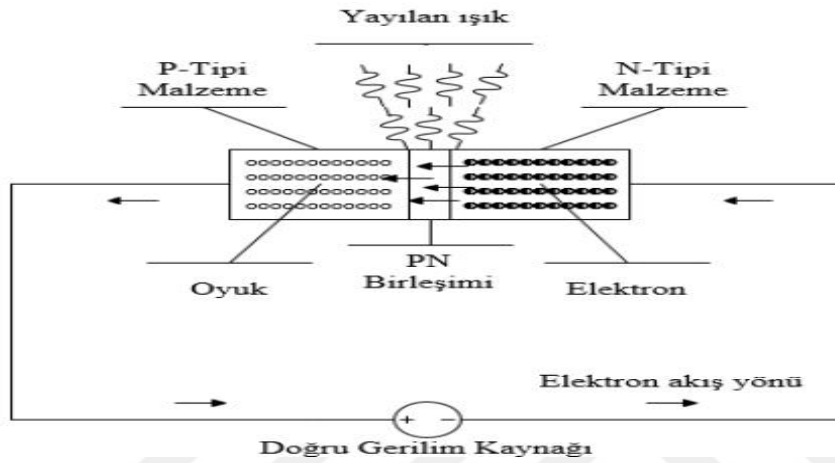 Yayılan ışık
P-Tipi
Malzeme
N-Tipi
Malzeme
Oyuk
PN
Birleşimi
Elektron
Elektron akış yönü
+ −
Doğru Gerilim Kaynağı